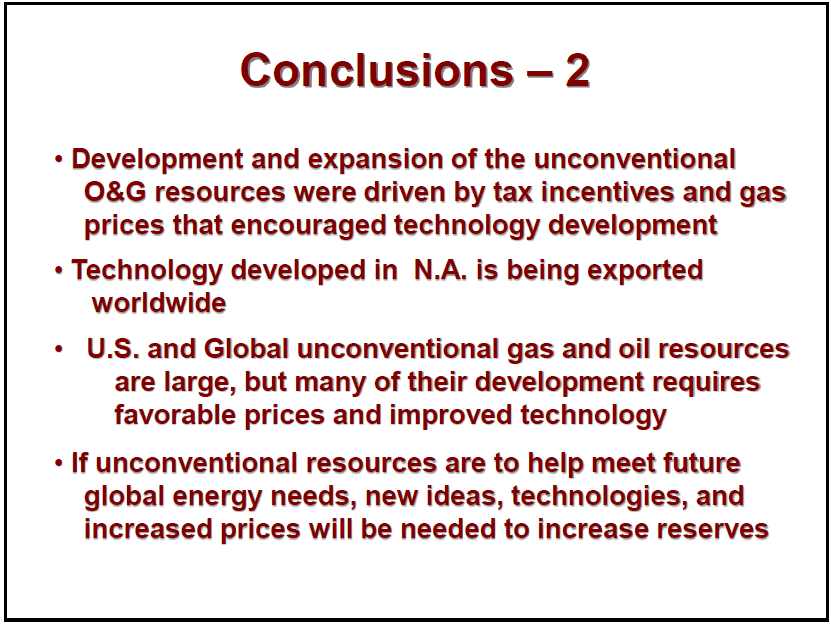 Conclusions – 2
• Development and expansion of the unconventional
O&G resources were driven by tax incentives and gas
prices that encouraged technology development
• Technology developed in N.A. is being exported
worldwide
• U.S. and Global unconventional gas and oil resources
are large, but many of their development requires
favorable prices and improved technology
• If unconventional resources are to help meet future
global energy needs, new ideas, technologies, and
increased prices will be needed to increase reserves